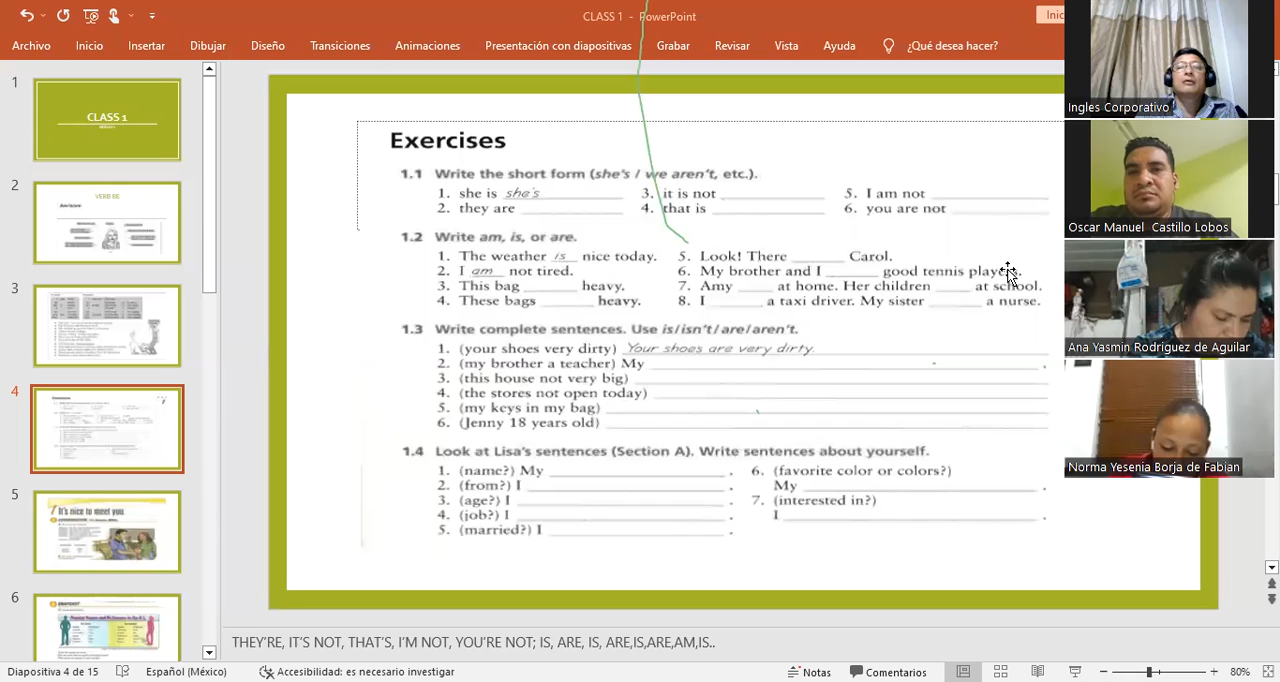 CLASS 1 - PowerPoint
Inic
Archivo Inicio Insertar Dibujar Diseño Transiciones Animaciones Presentación con diapositivas Grabar Revisar Vista Ayuda ¿Qué desea hacer?
1
CLASS 1
2
VERB BE
3
4
5
It's nice to meet you
6
SNAPSHOT
Exercises
1.1 Write the short form (she's / we aren't, etc.).
1. she is she's 3. it is not 5. I am not
2. they are 4. that is 6. you are not
1.2 Write am, is, or are.
1. The weather is nice today. 5. Look! There Carol.
2. I am not tired. 6. My brother and I good tennis players.
3. This bag heavy. 7. Amy at home. Her children at school.
4. These bags heavy. 8. I a taxi driver. My sister a nurse.
1.3 Write complete sentences. Use is/isn't/are/aren't.
1. (your shoes very dirty) Your shoes are very dirty.
2. (my brother a teacher) My .
3. (this house not very big)
4. (the stores not open today)
5. (my keys in my bag)
6. (Jenny 18 years old)
1.4 Look at Lisa's sentences (Section A). Write sentences about yourself.
1. (name?) My . 6. (favorite color or colors?)
2. (from?) I . My .
3. (age?) I . 7. (interested in?)
4. (job?) I . I .
5. (married?) I .
Ingles Corporativo
Oscar Manuel Castillo Lobos
Ana Yasmin Rodriguez de Aguilar
Norma Yesenia Borja de Fabian
THEY'RE, IT'S NOT, THAT'S, I'M NOT, YOU'RE NOT; IS, ARE, IS, ARE,IS,ARE,AM,IS..
Diapositiva 4 de 15 Español (México) Accesibilidad: es necesario investigar Notas Comentarios 80%